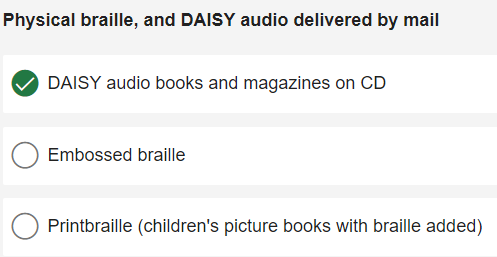 Physical braille, and DAISY audio delivered by mail
DAISY audio books and magazines on CD
Embossed braille
Printbraille (children's picture books with braille added)